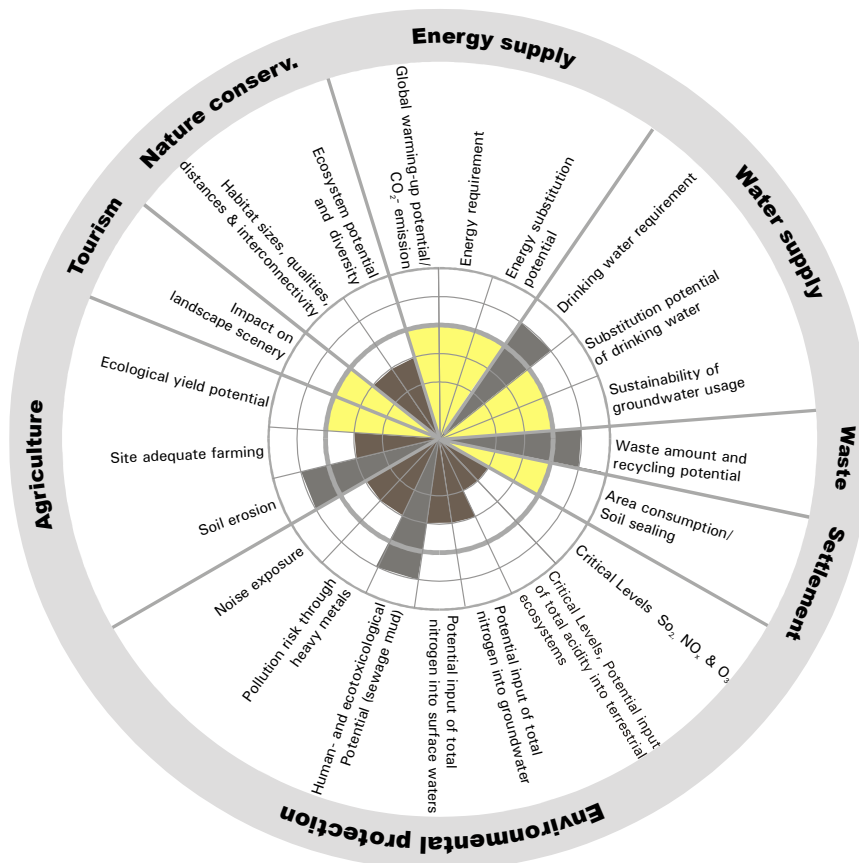 Energy supply
Water supply
Waste
Settlement
Environmental protection
Agriculture
Tourism
Nature conserv.
Global warming-up potential/
CO₂- emission
Energy requirement
Energy substitution
potential
Drinking water requirement
Substitution potential
of drinking water
Sustainability of
groundwater usage
Waste amount and
recycling potential
Area consumption/
Soil sealing
Critical Levels So₂, NOₓ & O₃
Critical Levels, Potential input
of total acidity into terrestrial
ecosystems
Potential input of total
nitrogen into groundwater
Potential input of total
nitrogen into surface waters
Human- and ecotoxicological
Potential (sewage mud)
Pollution risk through
heavy metals
Noise exposure
Soil erosion
Site adequate farming
Ecological yield potential
Impact on
landscape scenery
Habitat sizes, qualities,
distances & interconnectivity
Ecosystem potential
and diversity